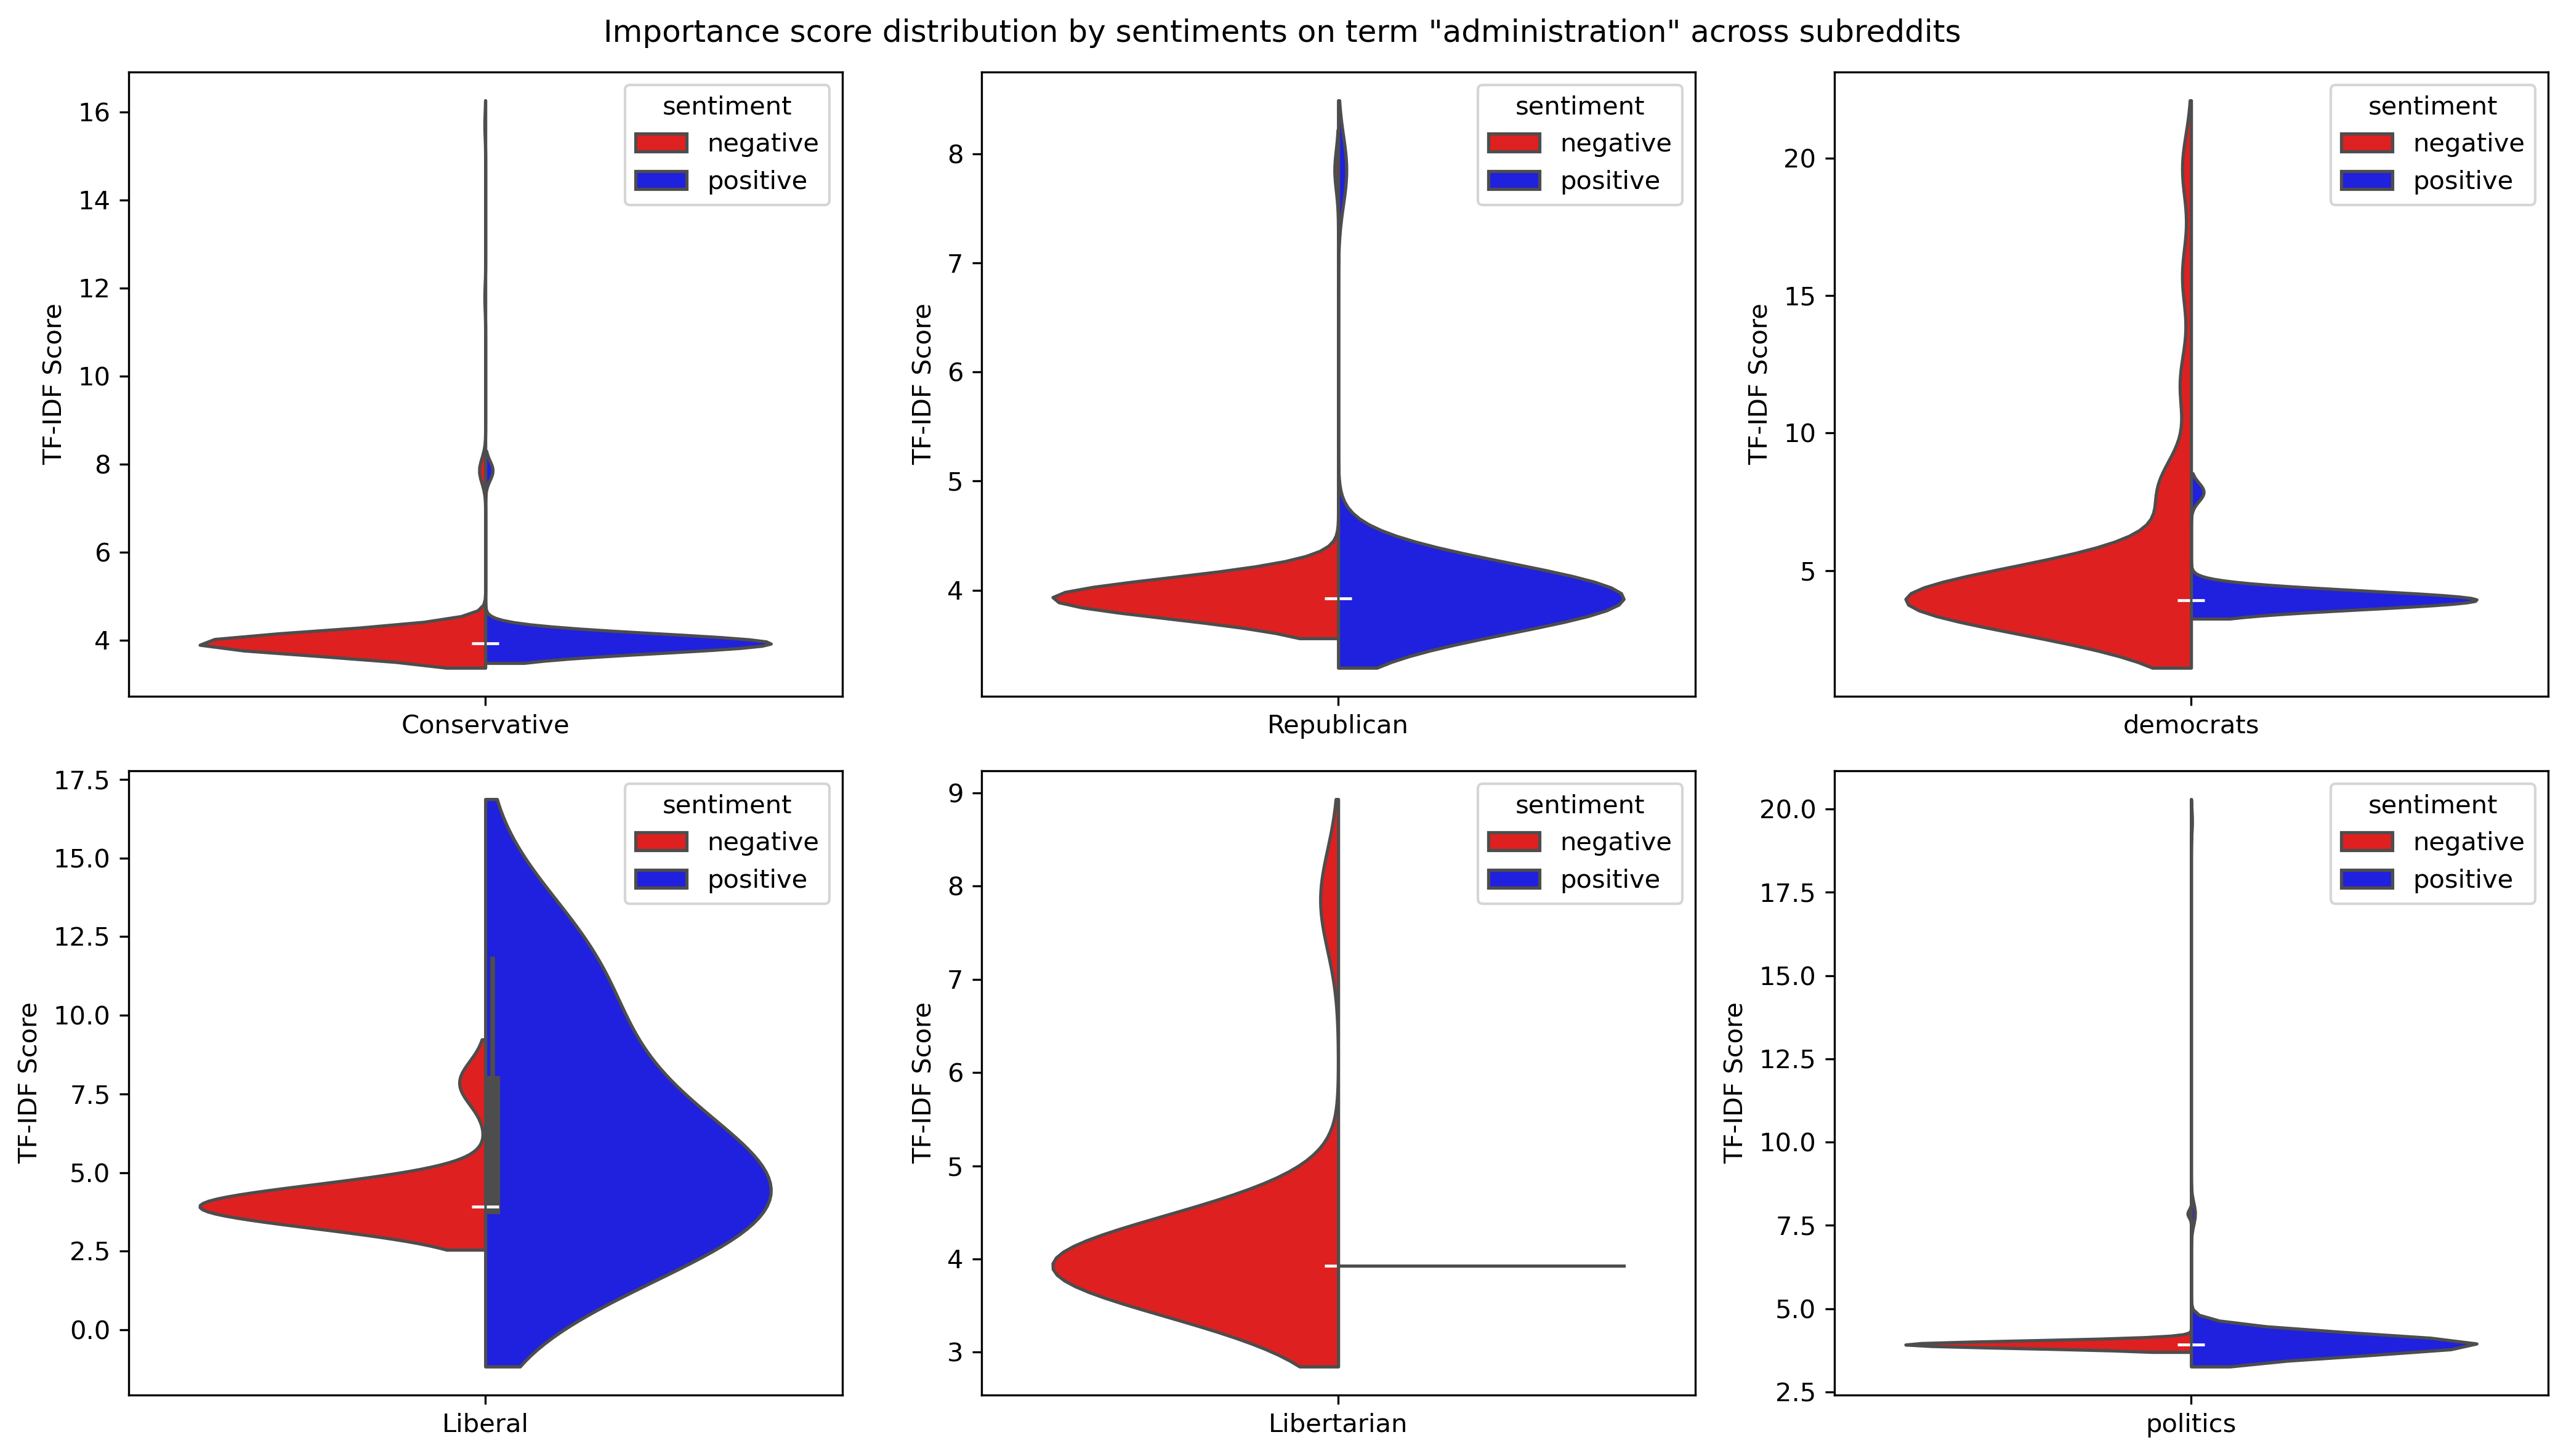 Importance score distribution by sentiments on term "administration" across subreddits
TF-IDF Score
16
14
12
10
8
6
4
sentiment
negative
positive
Conservative
TF-IDF Score
8
7
6
5
4
sentiment
negative
positive
Republican
TF-IDF Score
20
15
10
5
sentiment
negative
positive
democrats
TF-IDF Score
17.5
15.0
12.5
10.0
7.5
5.0
2.5
0.0
sentiment
negative
positive
Liberal
TF-IDF Score
9
8
7
6
5
4
3
sentiment
negative
positive
Libertarian
TF-IDF Score
20.0
17.5
15.0
12.5
10.0
7.5
5.0
2.5
sentiment
negative
positive
politics